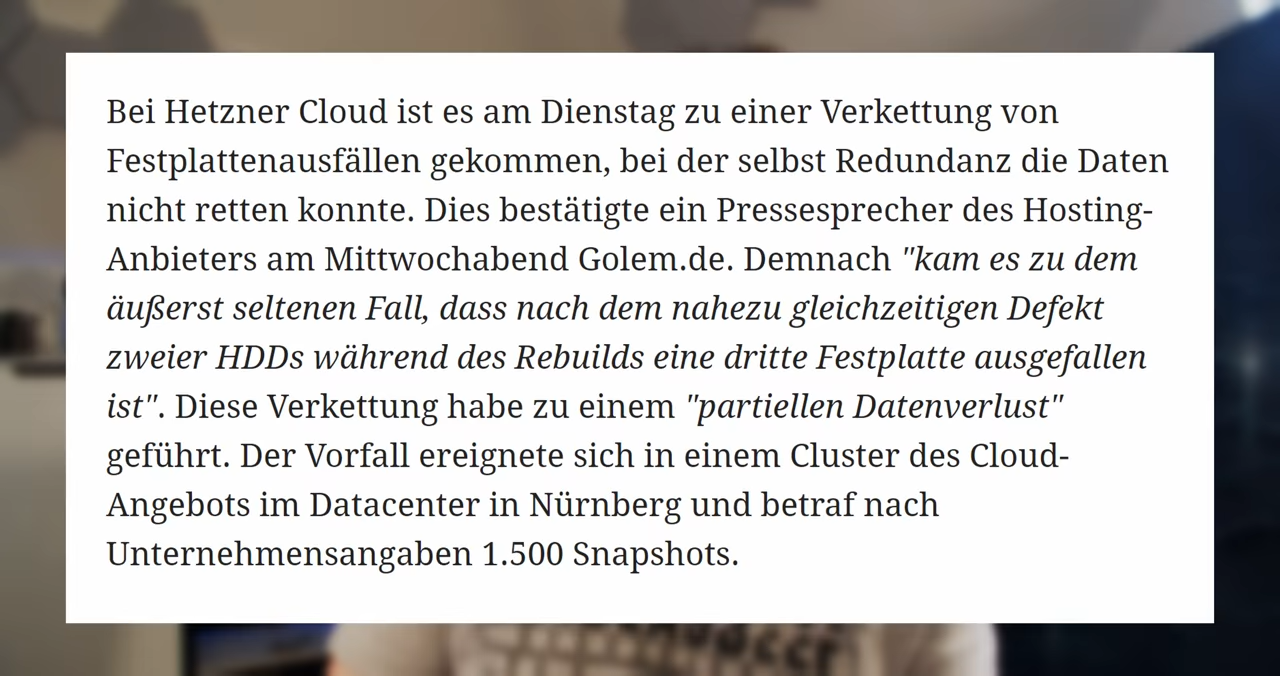 Bei Hetzner Cloud ist es am Dienstag zu einer Verkettung von
Festplattenausfällen gekommen, bei der selbst Redundanz die Daten
nicht retten konnte. Dies bestätigte ein Pressesprecher des Hosting-
Anbieters am Mittwochabend Golem.de. Demnach "kam es zu dem
äußerst seltenen Fall, dass nach dem nahezu gleichzeitigen Defekt
zweier HDDs während des Rebuilds eine dritte Festplatte ausgefallen
ist". Diese Verkettung habe zu einem "partiellen Datenverlust"
geführt. Der Vorfall ereignete sich in einem Cluster des Cloud-
Angebots im Datacenter in Nürnberg und betraf nach
Unternehmensangaben 1.500 Snapshots.